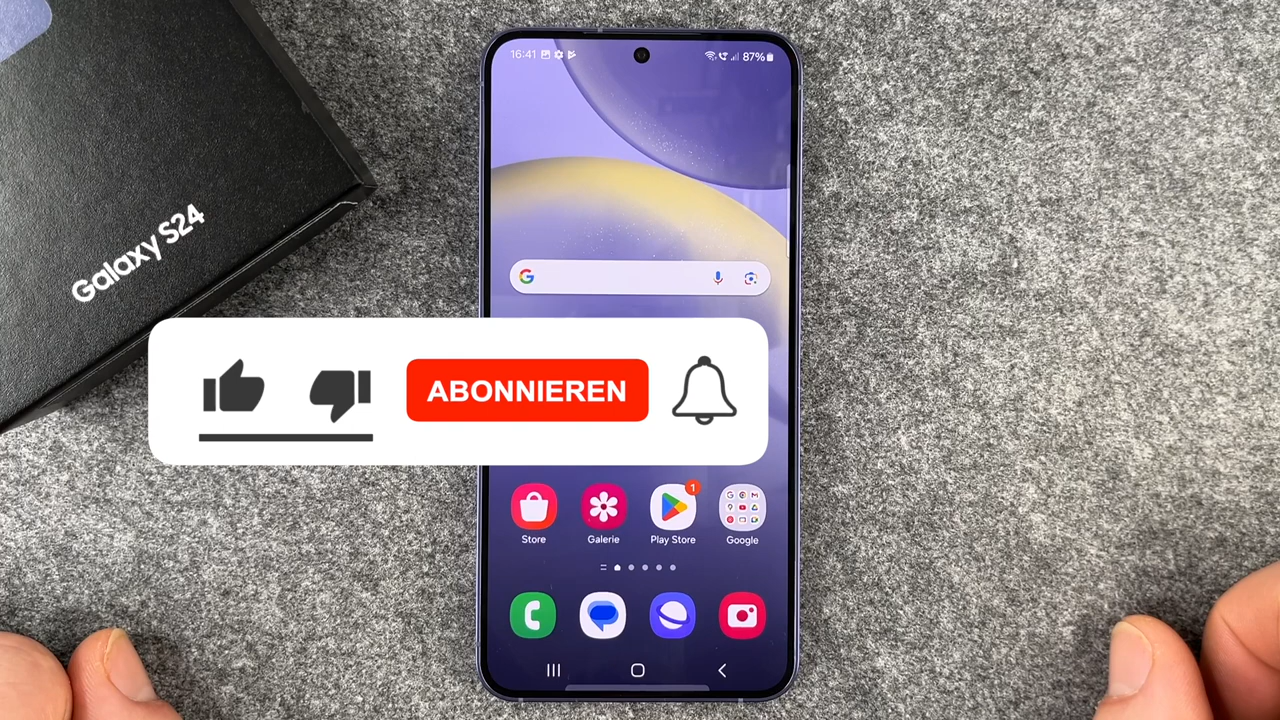 16:41
87%
Galaxy S24
ABONNIEREN
1
Store
Galerie
Play Store
Google